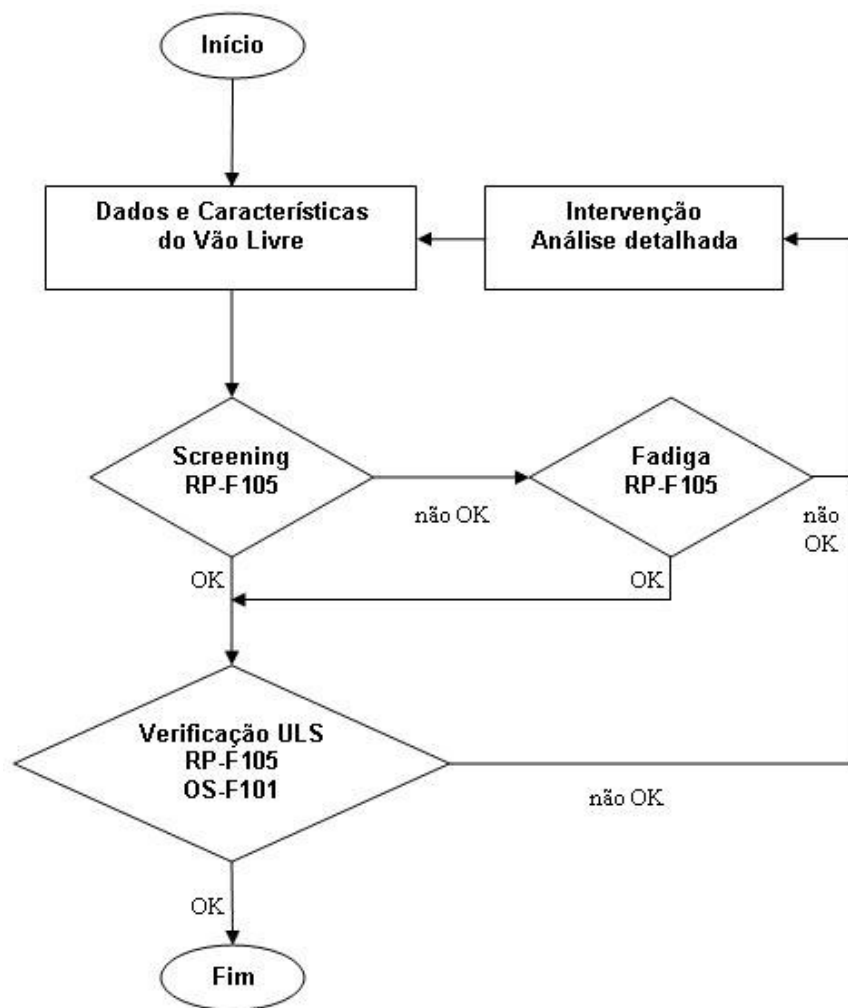 Início
Dados e Características
do Vão Livre
Intervenção
Análise detalhada
Screening
RP-F105
não OK
Fadiga
RP-F105
não
OK
OK
OK
Verificação ULS
RP-F105
OS-F101
não OK
OK
Fim